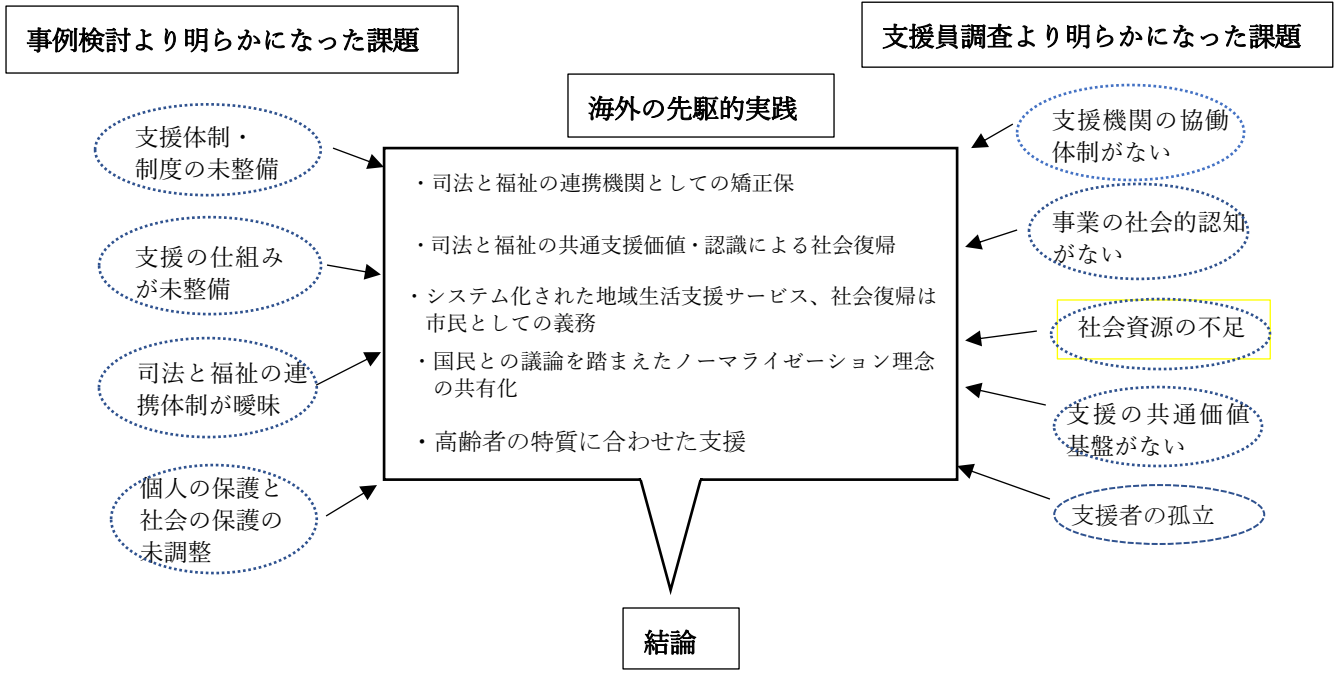 事例検討より明らかになった課題
支援員調査より明らかになった課題
海外の先駆的実践
支援体制・
制度の未整備
支援の仕組み
が未整備
司法と福祉の連
携体制が曖昧
個人の保護と
社会の保護の
未調整
・司法と福祉の連携機関としての矯正保
・司法と福祉の共通支援価値・認識による社会復帰
・システム化された地域生活支援サービス、社会復帰は
市民としての義務
・国民との議論を踏まえたノーマライゼーション理念
の共有化
・高齢者の特質に合わせた支援
支援機関の協働
体制がない
事業の社会的認知
がない
社会資源の不足
支援の共通価値
基盤がない
支援者の孤立
結論